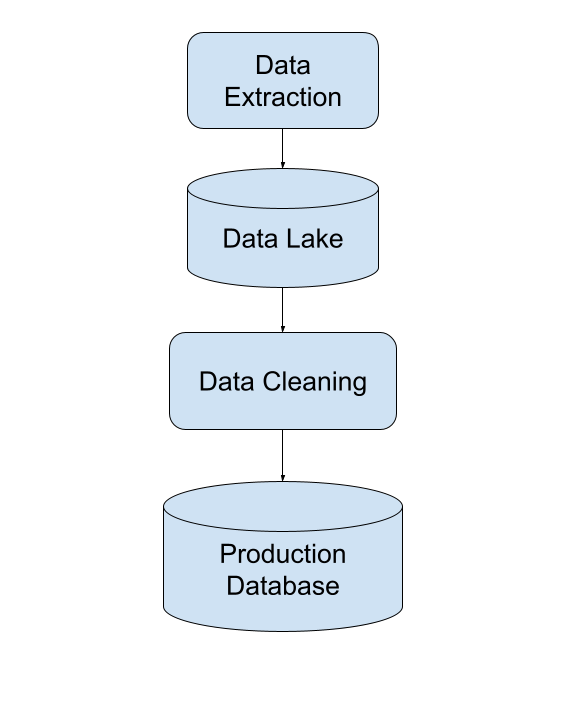 Data
Extraction
Data Lake
Data Cleaning
Production
Database